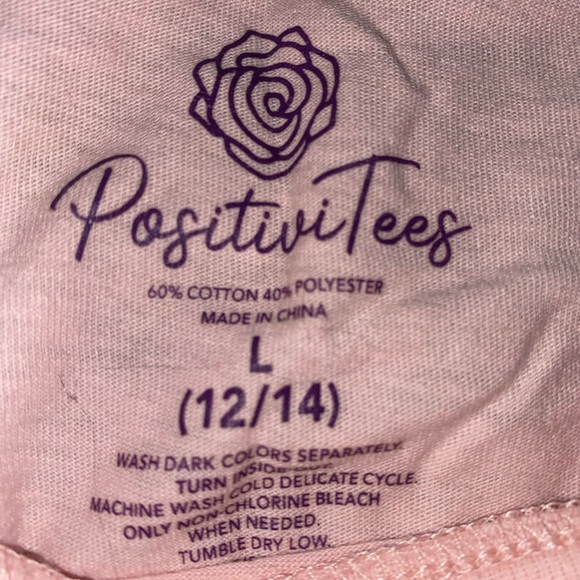 PositiviTees
60% COTTON 40% POLYESTER
MADE IN CHINA
L
(12/14)
WASH DARK COLORS SEPARATELY.
TURN INSIDE OUT.
MACHINE WASH COLD DELICATE CYCLE.
ONLY NON-CHLORINE BLEACH
WHEN NEEDED.
TUMBLE DRY LOW.